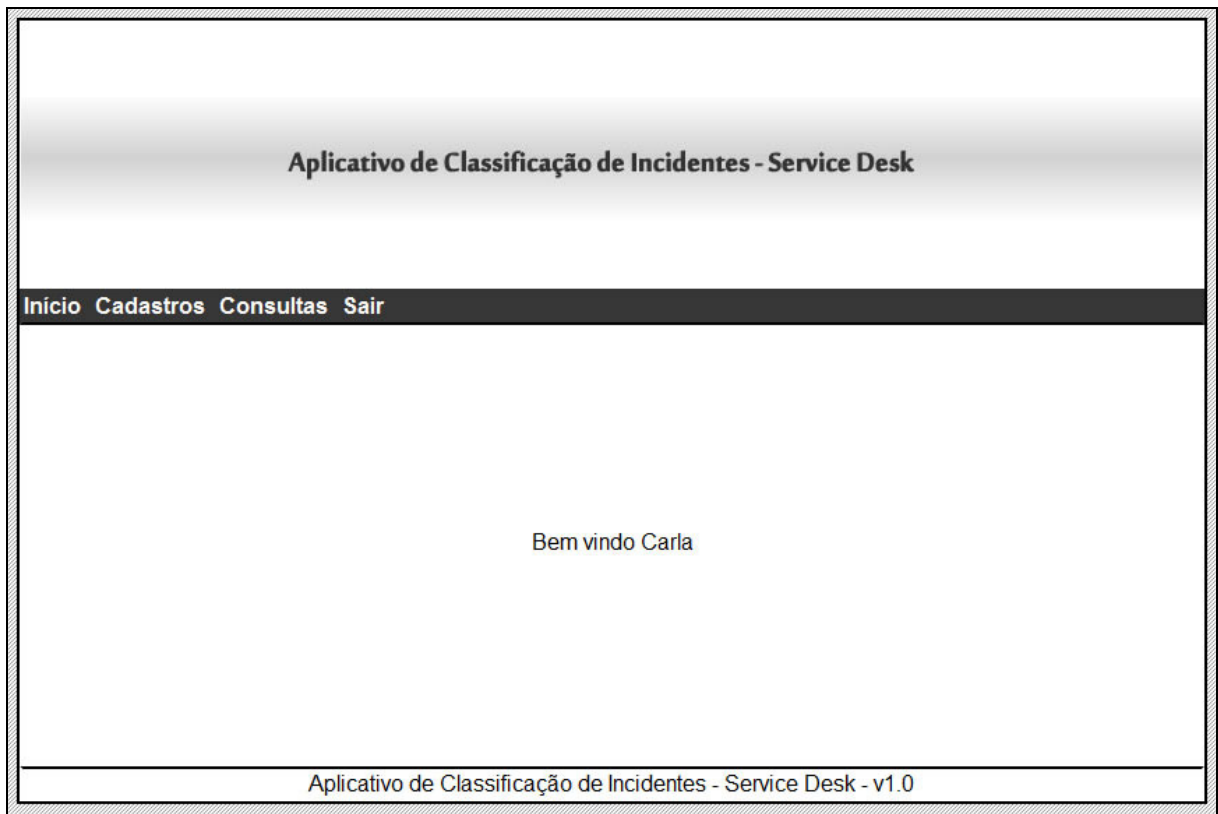 Aplicativo de Classificação de Incidentes - Service Desk
Início Cadastros Consultas Sair
Bem vindo Carla
Aplicativo de Classificação de Incidentes - Service Desk - v1.0